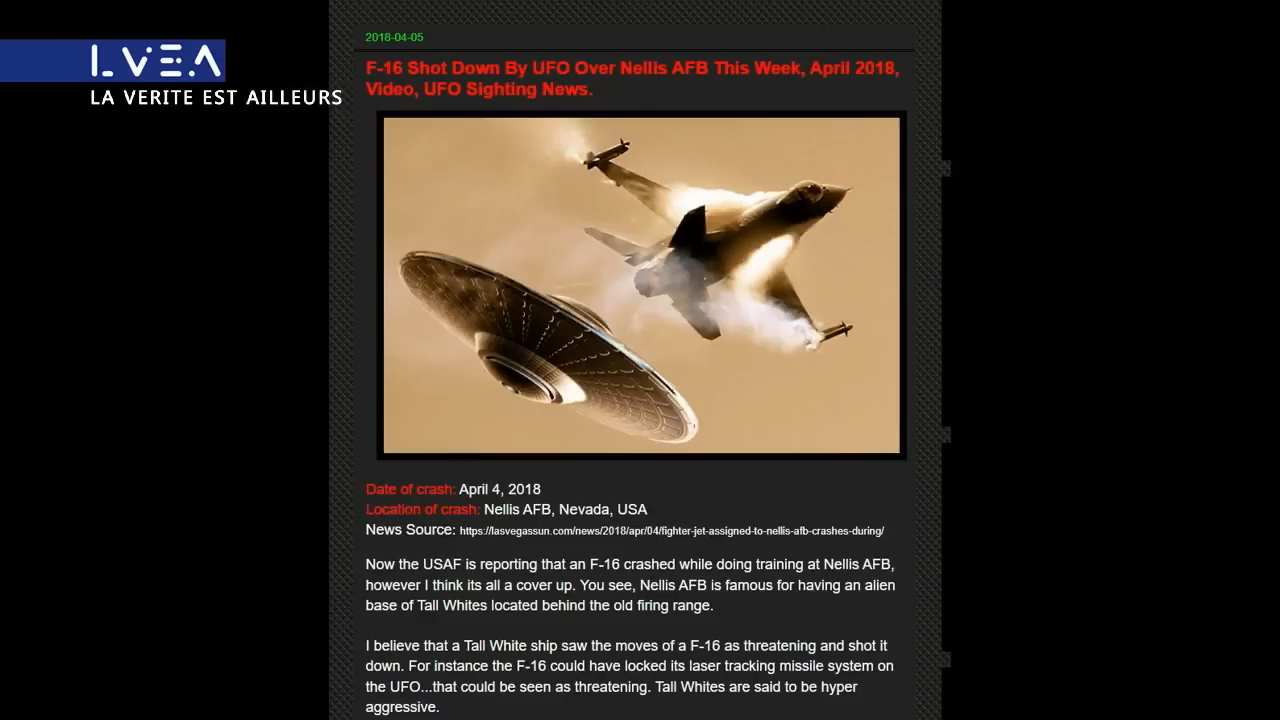 LVEA
LA VERITE EST AILLEURS
2018-04-05
F-16 Shot Down By UFO Over Nellis AFB This Week, April 2018,
Video, UFO Sighting News.
Date of crash: April 4, 2018
Location of crash: Nellis AFB, Nevada, USA
News Source: https://lasvegassun.com/news/2018/apr/04/fighter-jet-assigned-to-nellis-afb-crashes-during/
Now the USAF is reporting that an F-16 crashed while doing training at Nellis AFB,
however I think its all a cover up. You see, Nellis AFB is famous for having an alien
base of Tall Whites located behind the old firing range.
I believe that a Tall White ship saw the moves of a F-16 as threatening and shot it
down. For instance the F-16 could have locked its laser tracking missile system on
the UFO...that could be seen as threatening. Tall Whites are said to be hyper
aggressive.